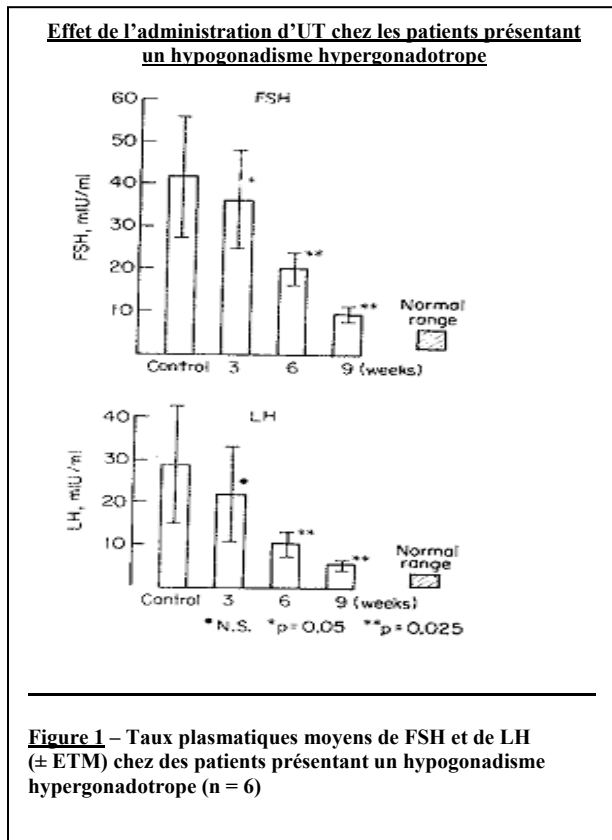 Effet de l’administration d’UT chez les patients présentant
un hypogonadisme hypergonadotrope
FSH
60
50
40
30
20
10
FSH, mIU/ml
Normal
range
Control 3 6 9 (weeks)
LH
40
30
20
10
LH, mIU/ml
Normal
range
Control 3 6 9 (weeks)
•N.S. *p=0.05 **p=0.025
Figure 1 – Taux plasmatiques moyens de FSH et de LH
(± ETM) chez des patients présentant un hypogonadisme
hypergonadotrope (n = 6)